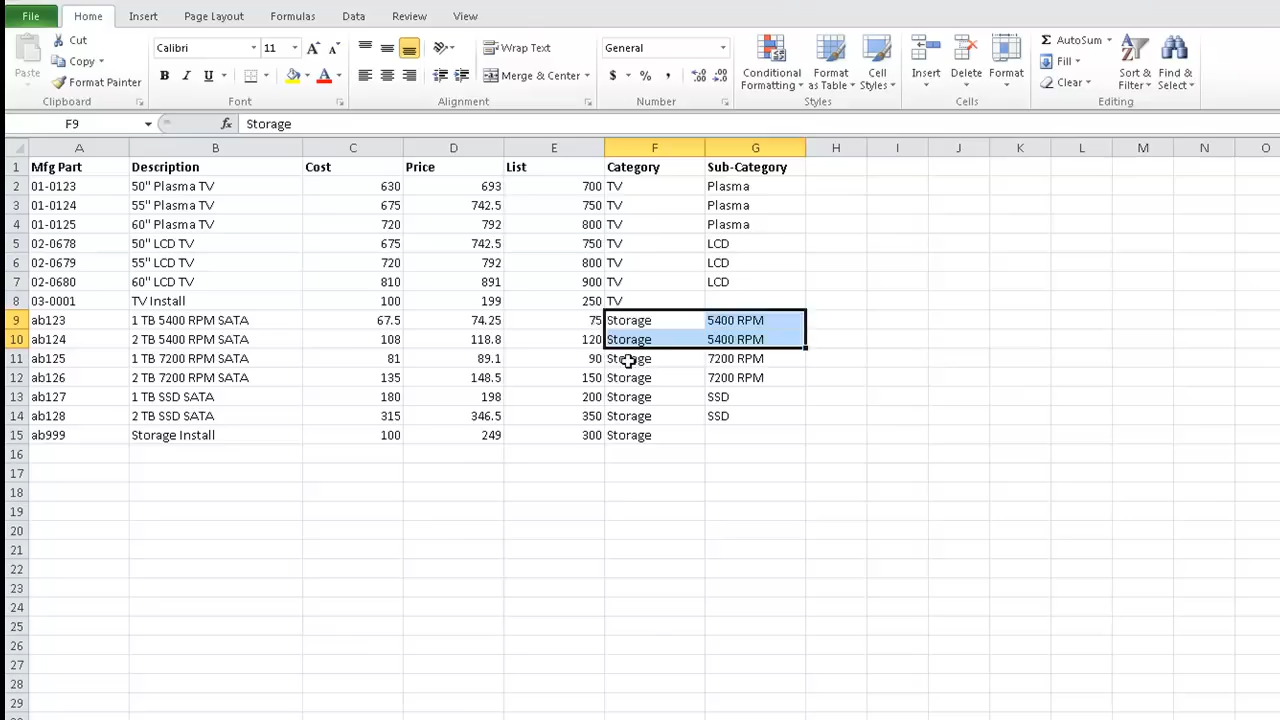 File Home Insert Page Layout Formulas Data Review View
Paste Cut Copy Format Painter Clipboard
Calibri 11 A A B I U A Font
Wrap Text Merge & Center Alignment
General $ % , .0 .00 .00 .0 Number
Conditional Formatting Format as Table Cell Styles Styles
Insert Delete Format Cells
Σ AutoSum Fill Clear Sort & Filter Find & Select Editing
F9 fx Storage
A B C D E F G H I J K L M N O
1 Mfg Part Description Cost Price List Category Sub-Category
2 01-0123 50" Plasma TV 630 693 700 TV Plasma
3 01-0124 55" Plasma TV 675 742.5 750 TV Plasma
4 01-0125 60" Plasma TV 720 792 800 TV Plasma
5 02-0678 50" LCD TV 675 742.5 750 TV LCD
6 02-0679 55" LCD TV 720 792 800 TV LCD
7 02-0680 60" LCD TV 810 891 900 TV LCD
8 03-0001 TV Install 100 199 250 TV
9 ab123 1 TB 5400 RPM SATA 67.5 74.25 75 Storage 5400 RPM
10 ab124 2 TB 5400 RPM SATA 108 118.8 120 Storage 5400 RPM
11 ab125 1 TB 7200 RPM SATA 81 89.1 90 Storage 7200 RPM
12 ab126 2 TB 7200 RPM SATA 135 148.5 150 Storage 7200 RPM
13 ab127 1 TB SSD SATA 180 198 200 Storage SSD
14 ab128 2 TB SSD SATA 315 346.5 350 Storage SSD
15 ab999 Storage Install 100 249 300 Storage
16
17
18
19
20
21
22
23
24
25
26
27
28
29